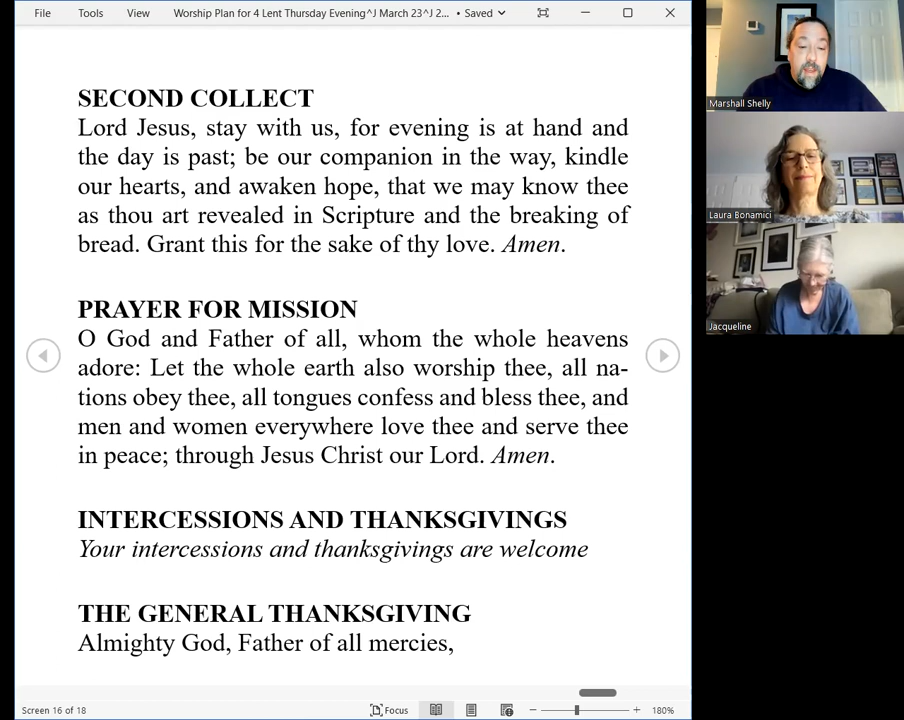 File Tools View Worship Plan for 4 Lent Thursday Evening^J March 23^J 2... • Saved
SECOND COLLECT
Lord Jesus, stay with us, for evening is at hand and
the day is past; be our companion in the way, kindle
our hearts, and awaken hope, that we may know thee
as thou art revealed in Scripture and the breaking of
bread. Grant this for the sake of thy love. Amen.
PRAYER FOR MISSION
O God and Father of all, whom the whole heavens
adore: Let the whole earth also worship thee, all na-
tions obey thee, all tongues confess and bless thee, and
men and women everywhere love thee and serve thee
in peace; through Jesus Christ our Lord. Amen.
INTERCESSIONS AND THANKSGIVINGS
Your intercessions and thanksgivings are welcome
THE GENERAL THANKSGIVING
Almighty God, Father of all mercies,
Screen 16 of 18 Focus 180%
Marshall Shelly
Laura Bonamici
Jacqueline